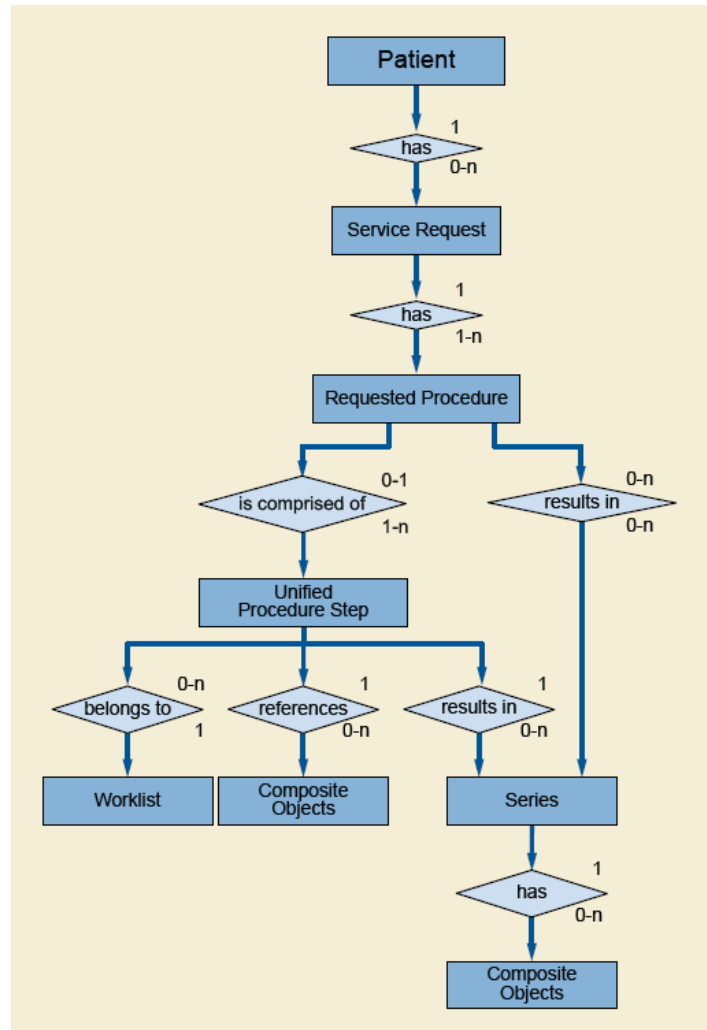 Patient
1
has
0-n
Service Request
1
has
1-n
Requested Procedure
0-1
is comprised of
1-n
0-n
results in
0-n
Unified
Procedure Step
0-n
belongs to
1
1
references
0-n
1
results in
0-n
Worklist
Composite
Objects
Series
1
has
0-n
Composite
Objects